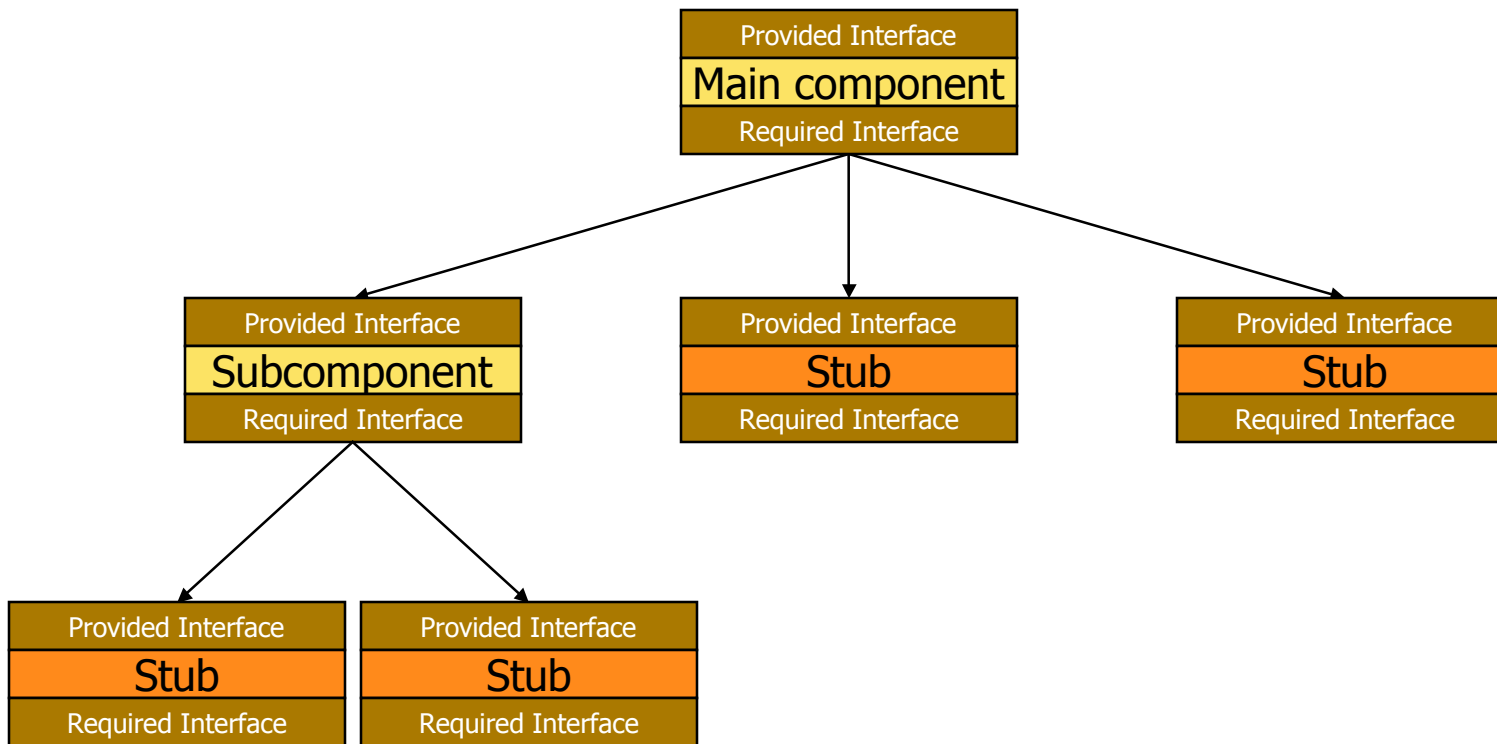 Provided Interface
Main component
Required Interface
Provided Interface
Subcomponent
Required Interface
Provided Interface
Stub
Required Interface
Provided Interface
Stub
Required Interface
Provided Interface
Stub
Required Interface
Provided Interface
Stub
Required Interface